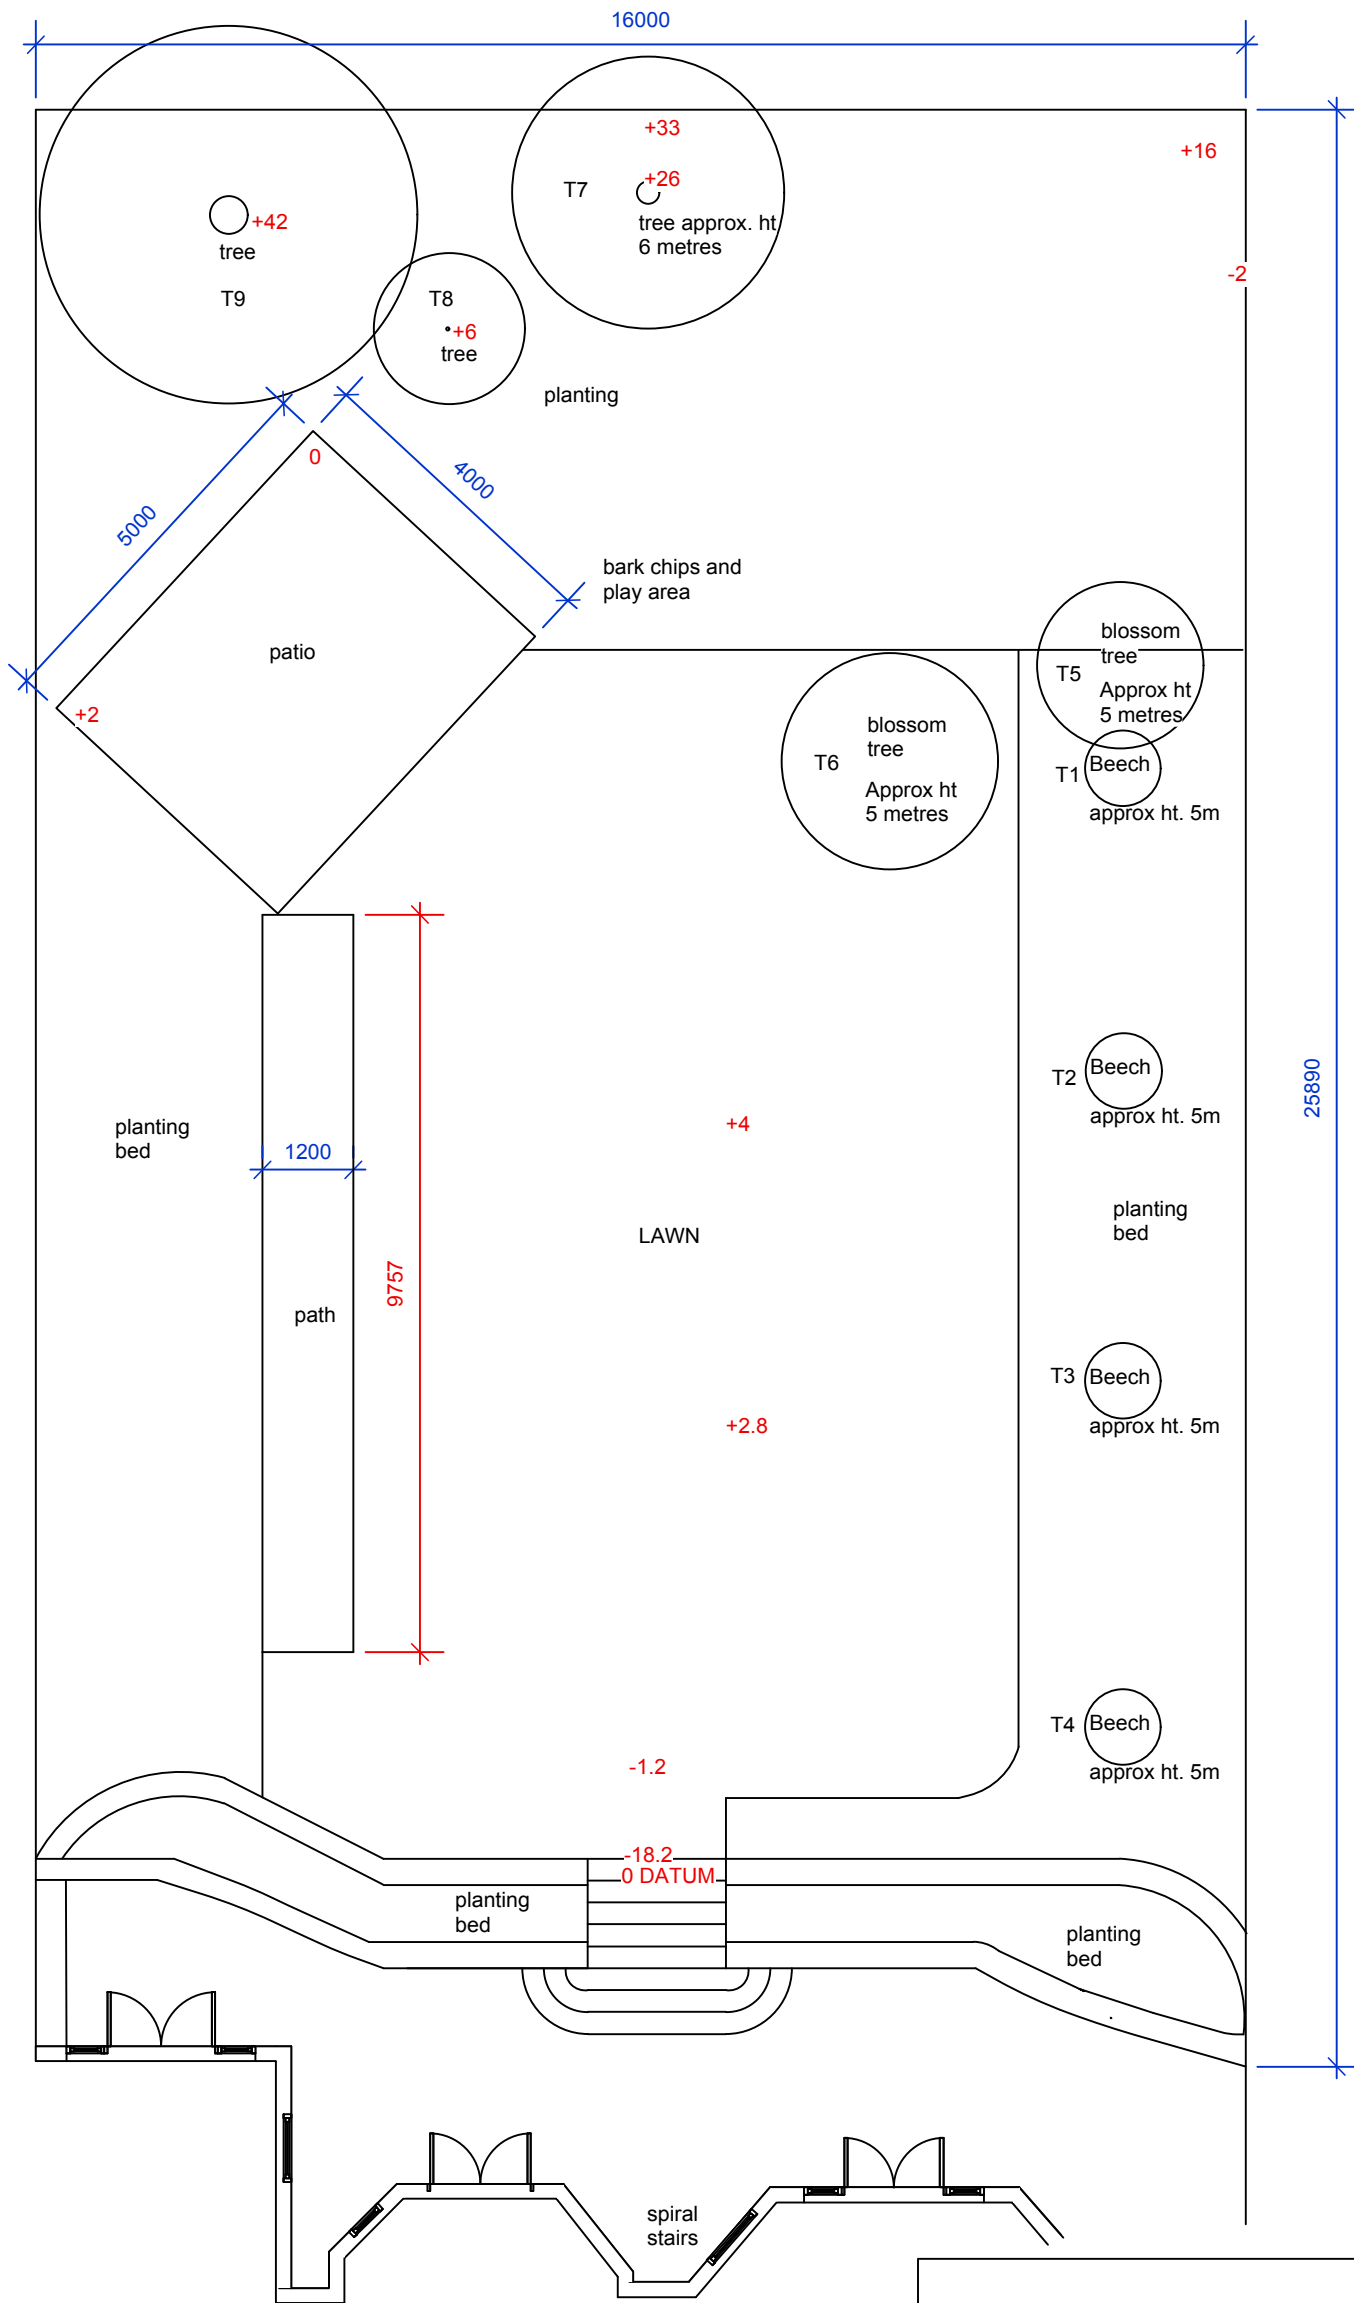 16000
+33
+16
+26
T7
tree approx. ht
6 metres
+42
tree
-2
T9
T8
+6
tree
planting
0
4000
5000
bark chips and
play area
patio
blossom
tree
T5
Approx ht
5 metres
+2
blossom
tree
T6
Approx ht
5 metres
T1
Beech
approx ht. 5m
T2
Beech
approx ht. 5m
25890
planting
bed
+4
1200
planting
bed
LAWN
9757
path
T3
Beech
approx ht. 5m
+2.8
T4
Beech
approx ht. 5m
-1.2
-18.2
0 DATUM
planting
bed
planting
bed
spiral
stairs